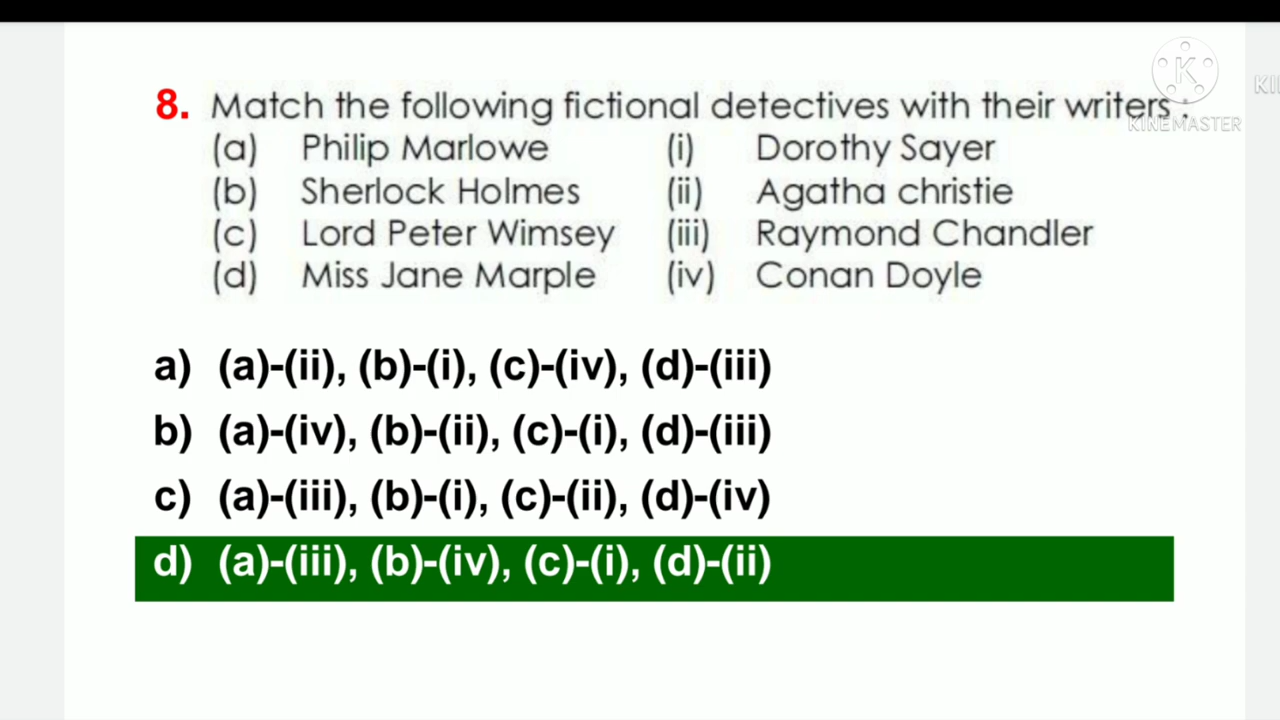 8. Match the following fictional detectives with their writers .
(a) Philip Marlowe (i) Dorothy Sayer
(b) Sherlock Holmes (ii) Agatha christie
(c) Lord Peter Wimsey (iii) Raymond Chandler
(d) Miss Jane Marple (iv) Conan Doyle
a) (a)-(ii), (b)-(i), (c)-(iv), (d)-(iii)
b) (a)-(iv), (b)-(ii), (c)-(i), (d)-(iii)
c) (a)-(iii), (b)-(i), (c)-(ii), (d)-(iv)
d) (a)-(iii), (b)-(iv), (c)-(i), (d)-(ii)
K
KINEMASTER